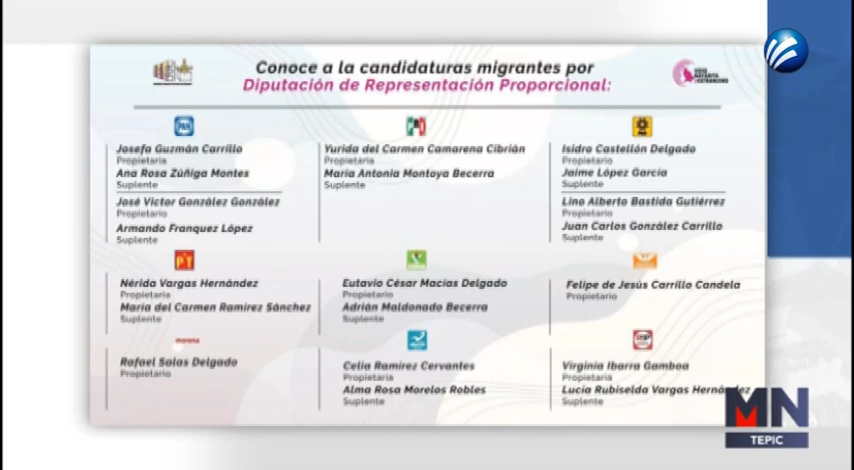 Conoce a la candidaturas migrantes por
Diputación de Representación Proporcional:
PAN
Josefa Guzmán Carrillo
Propietaria
Ana Rosa Zúñiga Montes
Suplente
José Victor González González
Propietario
Armando Franquez López
Suplente
PRI
Yurida del Carmen Camarena Cibrián
Propietaria
María Antonia Montoya Becerra
Suplente
Isidro Castellón Delgado
Propietario
Jaime López García
Suplente
Lino Alberto Bastida Gutiérrez
Propietario
Juan Carlos González Carrillo
Suplente
PT
Nérida Vargas Hernández
Propietaria
María del Carmen Ramírez Sánchez
Suplente
Eutavio César Macías Delgado
Propietario
Adrián Maldonado Becerra
Suplente
Felipe de Jesús Carrillo Candela
Propietario
morena
Rafael Salas Delgado
Propietario
Celia Ramírez Cervantes
Propietaria
Alma Rosa Morelos Robles
Suplente
Virginia Ibarra Gamboa
Propietaria
Lucía Rubiselda Vargas Hernández
Suplente
MN
TEPIC